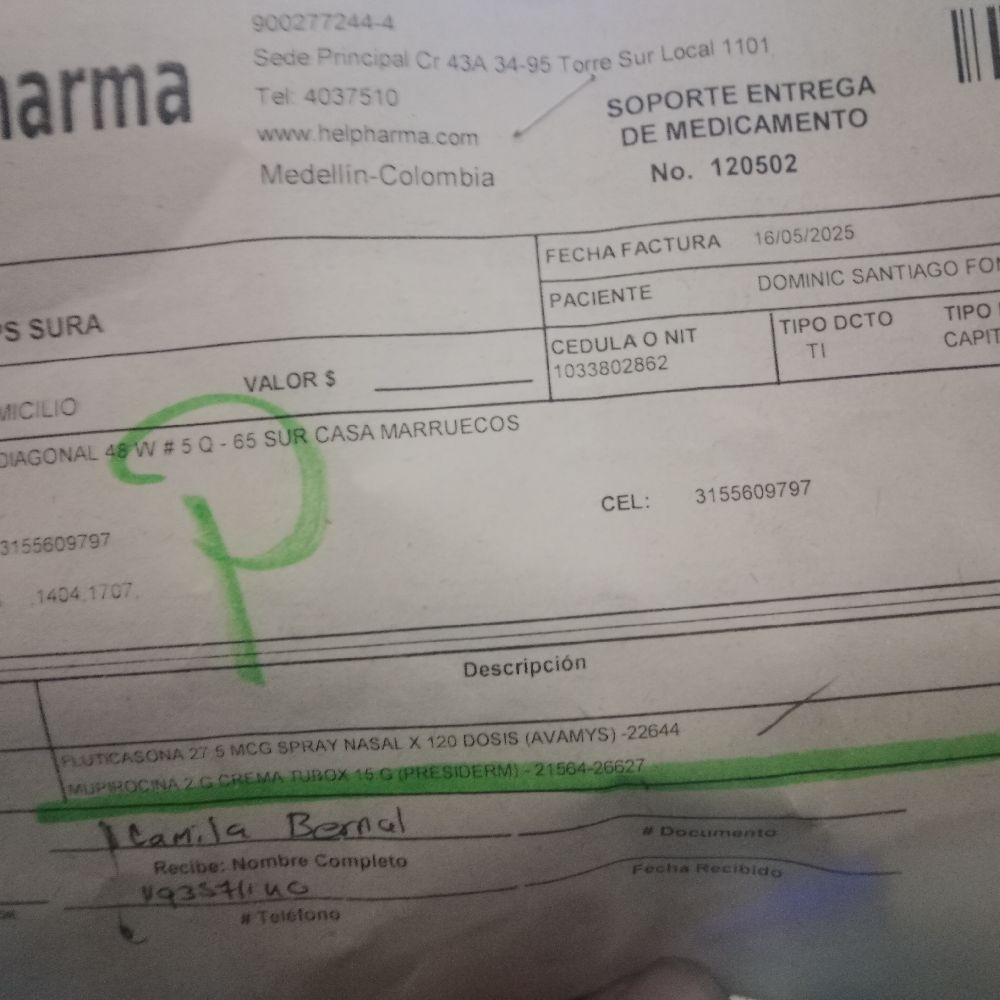 900277244-4
harma
Sede Principal Cr 43A 34-95 Torre Sur Local 1101
Tel: 4037510
www.helpharma.com
Medellín-Colombia
SOPORTE ENTREGA
DE MEDICAMENTO
No. 120502
FECHA FACTURA 16/05/2025
PACIENTE DOMINIC SANTIAGO FON
PS SURA
CEDULA O NIT
1033802862
TIPO DCTO
TI
TIPO
CAPIT
VALOR $
MICILIO
DIAGONAL 48 W # 5 Q - 65 SUR CASA MARRUECOS
P
CEL: 3155609797
3155609797
1404,1707,
Descripción
FLUTICASONA 27.5 MCG SPRAY NASAL X 120 DOSIS (AVAMYS) -22644
MUPIROCINA 2 G CREMA TUBOX 15 G (PRESIDERM) - 21564-26627
Camila Bernal
# Documento
Recibe: Nombre Completo
Fecha Recibido
# Teléfono